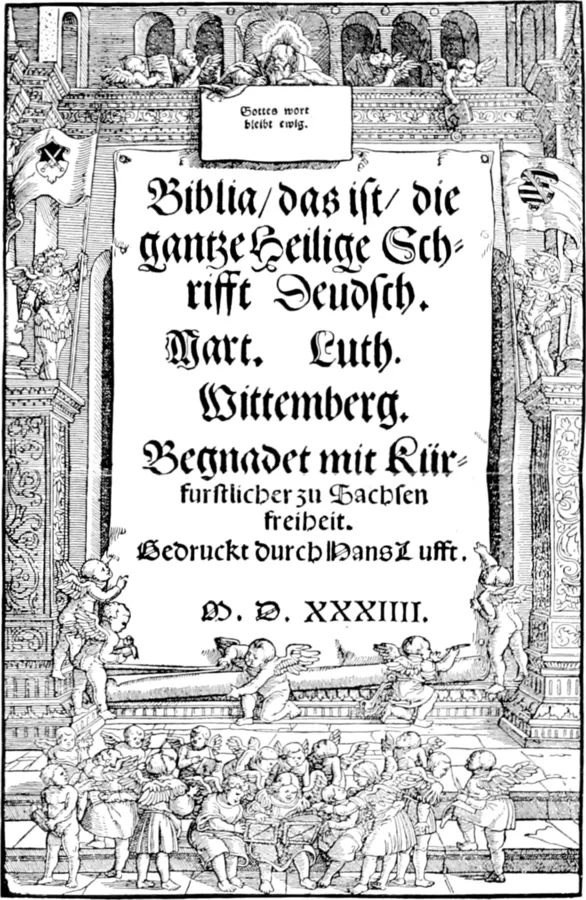 Gottes wort
bleibt ewig.
Biblia/ das ist/ die
gantze Heilige Sch⸗
rifft Deudsch.
Mart. Luth.
Wittemberg.
Begnadet mit Kür⸗
furstlicher zu Sachsen
freiheit.
Gedruckt durch Hans Lufft.
M. D. XXXIIII.